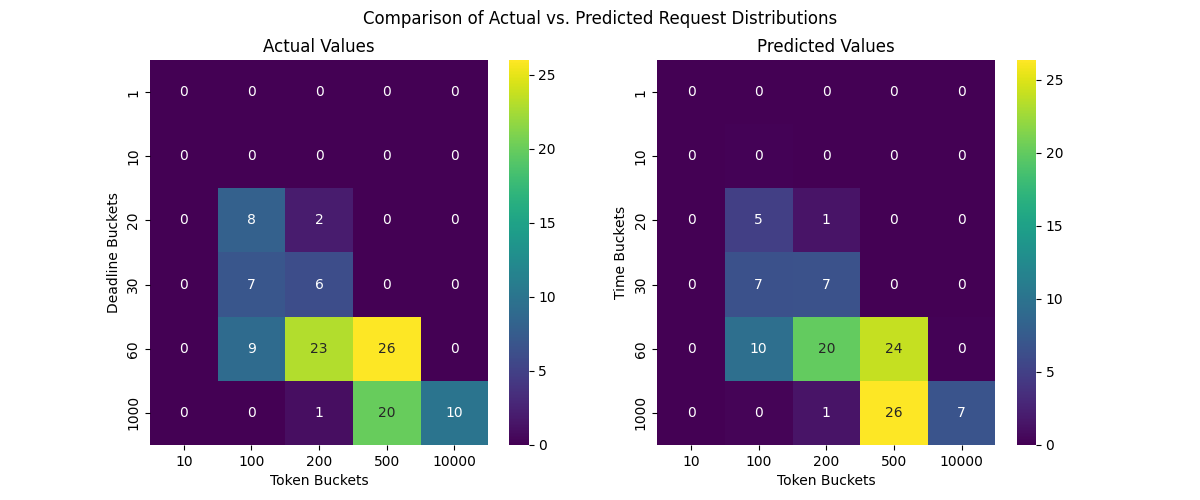 Comparison of Actual vs. Predicted Request Distributions
Actual Values
Deadline Buckets
1 0 0 0 0 0
10 0 0 0 0 0
20 0 8 2 0 0
30 0 7 6 0 0
60 0 9 23 26 0
1000 0 0 1 20 10
10 100 200 500 10000
Token Buckets
25
20
15
10
5
0
Predicted Values
Time Buckets
1 0 0 0 0 0
10 0 0 0 0 0
20 0 5 1 0 0
30 0 7 7 0 0
60 0 10 20 24 0
1000 0 0 1 26 7
10 100 200 500 10000
Token Buckets
25
20
15
10
5
0